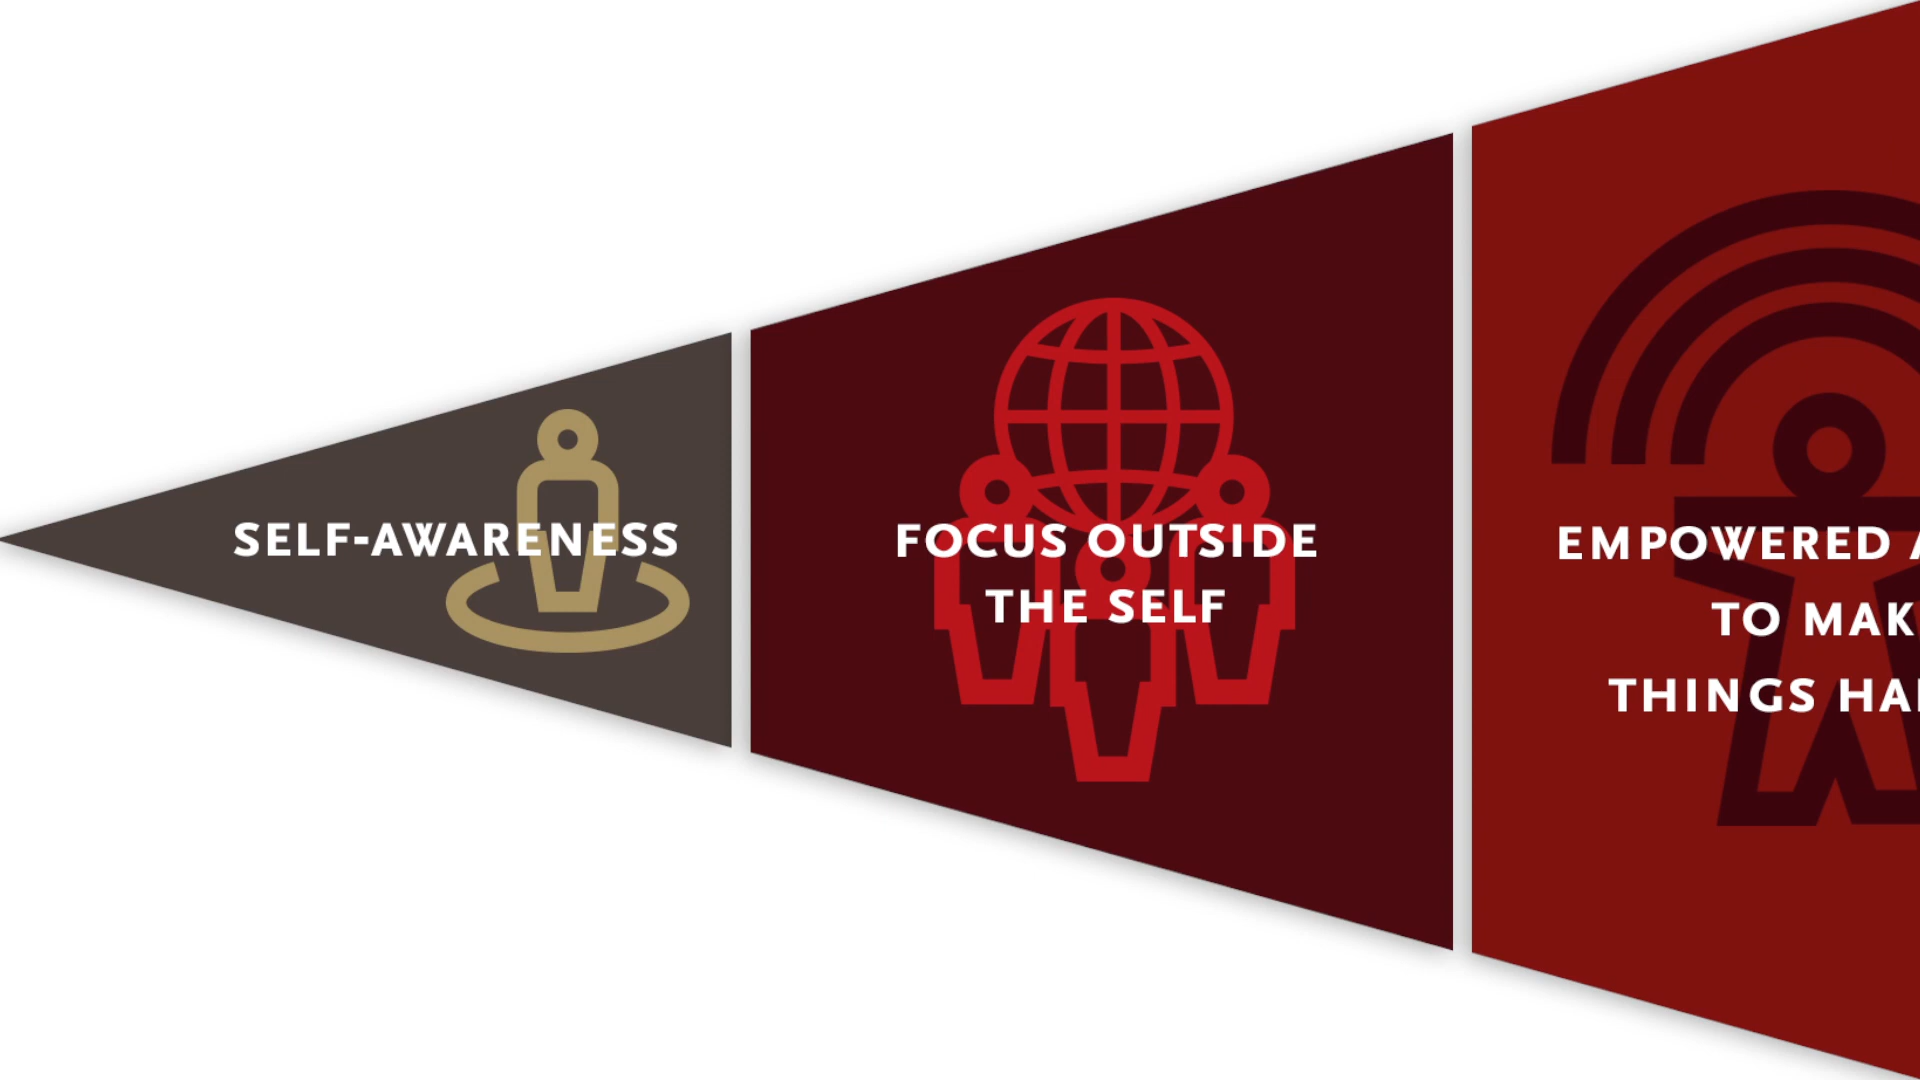 SELF-AWARENESS
FOCUS OUTSIDE
THE SELF
EMPOWERED
TO MAK
THINGS HA